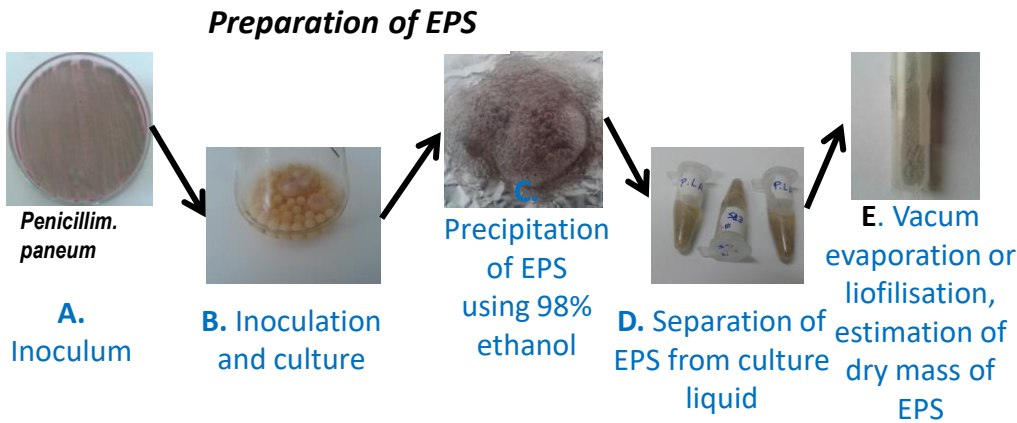 Preparation of EPS
Penicillim.
paneum
A.
Inoculum
B. Inoculation
and culture
C.
Precipitation
of EPS
using 98%
ethanol
P.L
P.L
D. Separation of
EPS from culture
liquid
E. Vacum
evaporation or
liofilisation,
estimation of
dry mass of
EPS